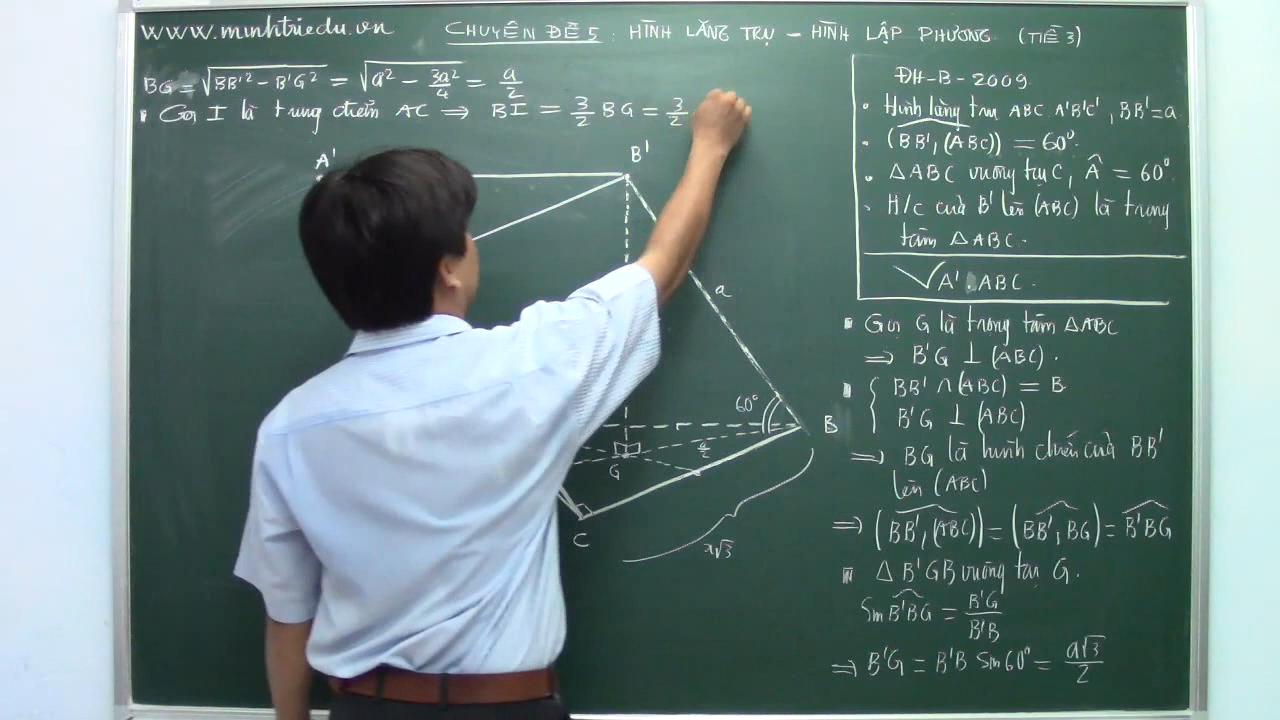 www.minhtriedu.vn
CHUYÊN ĐỀ 5 : HÌNH LĂNG TRỤ – HÌNH LẬP PHƯƠNG (TIẾT 3)
BG = √(BB'² – B'G²) = √(a² – 3a²/4) = a/2
Gọi I là trung điểm AC ⇒ BI = 3/2 BG = 3/2
A'
B'
a
60°
B
a/2
G
C
x√3
ĐH-B-2009
• Hình lăng trụ ABC A'B'C', BB'=a
• (BB', (ABC)) = 60°.
• ΔABC vuông tại C, Â = 60°.
• H/c của B' lên (ABC) là trọng
tâm ΔABC.
V A'.ABC.
Gọi G là trọng tâm ΔABC
⇒ B'G ⊥ (ABC).
{ BB' ∩ (ABC) = B
B'G ⊥ (ABC)
⇒ BG là hình chiếu của BB'
lên (ABC)
⇒ (BB', (ABC)) = (BB', BG) = B'BG
Δ B'GB vuông tại G.
Sin B'BG = B'G/B'B
⇒ B'G = B'B Sin 60° = a√3/2